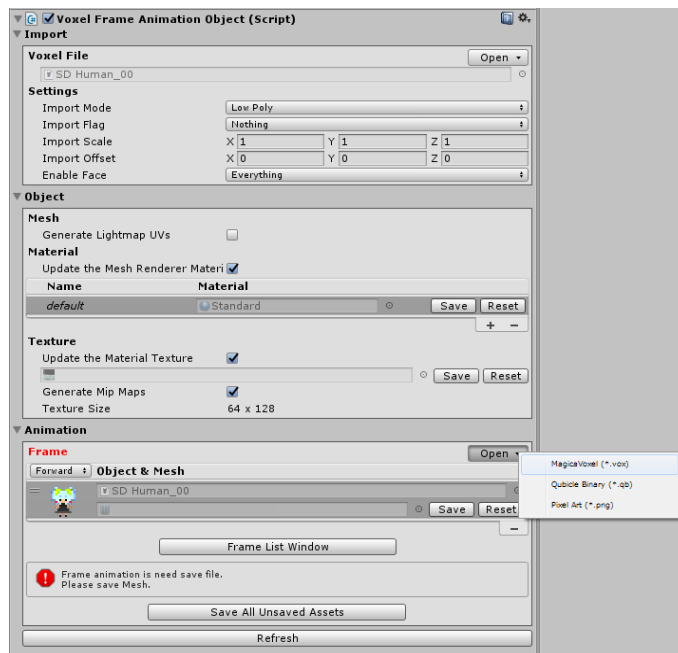 Voxel Frame Animation Object (Script)
Import
Voxel File Open
SD Human_00
Settings
Import Mode Low Poly
Import Flag Nothing
Import Scale X 1 Y 1 Z 1
Import Offset X 0 Y 0 Z 0
Enable Face Everything
Object
Mesh
Generate Lightmap UVs
Material
Update the Mesh Renderer Materi
Name Material
default Standard Save Reset
+ −
Texture
Update the Material Texture
Save Reset
Generate Mip Maps
Texture Size 64 x 128
Animation
Frame Open
MagicaVoxel (*.vox)
Qubicle Binary (*.qb)
Pixel Art (*.png)
Forward Object & Mesh
SD Human_00
Save Reset
−
Frame List Window
Frame animation is need save file.
Please save Mesh.
Save All Unsaved Assets
Refresh